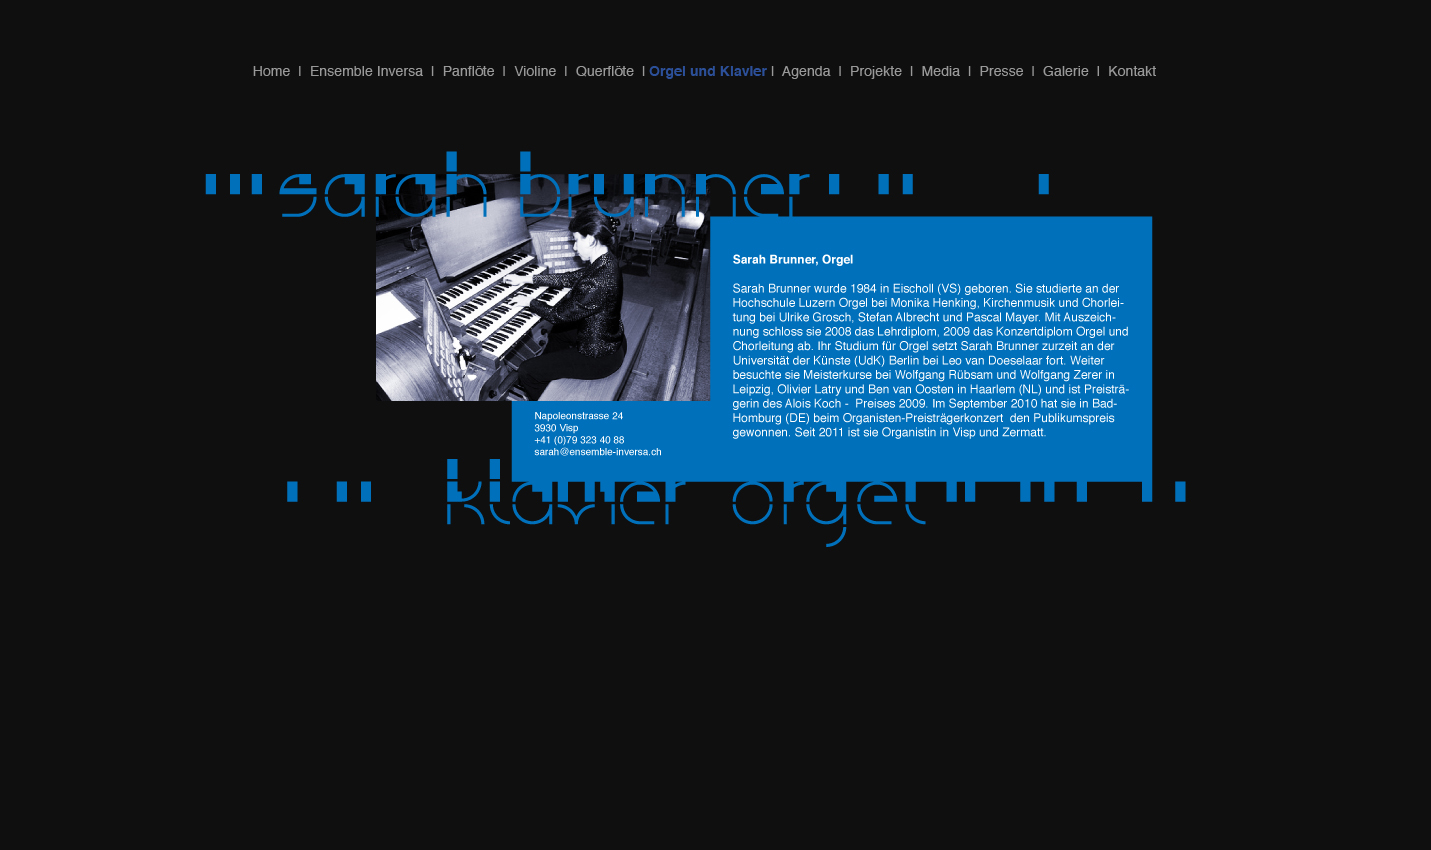 Home I Ensemble Inversa I Panflöte I Violine I Querflöte I Orgel und Klavier I Agenda I Projekte I Media I Presse I Galerie I Kontakt
sarah brunner
Sarah Brunner, Orgel
Sarah Brunner wurde 1984 in Eischoll (VS) geboren. Sie studierte an der
Hochschule Luzern Orgel bei Monika Henking, Kirchenmusik und Chorlei-
tung bei Ulrike Grosch, Stefan Albrecht und Pascal Mayer. Mit Auszeich-
nung schloss sie 2008 das Lehrdiplom, 2009 das Konzertdiplom Orgel und
Chorleitung ab. Ihr Studium für Orgel setzt Sarah Brunner zurzeit an der
Universität der Künste (UdK) Berlin bei Leo van Doeselaar fort. Weiter
besuchte sie Meisterkurse bei Wolfgang Rübsam und Wolfgang Zerer in
Leipzig, Olivier Latry und Ben van Oosten in Haarlem (NL) und ist Preisträ-
gerin des Alois Koch -  Preises 2009. Im September 2010 hat sie in Bad-
Homburg (DE) beim Organisten-Preisträgerkonzert  den Publikumspreis
gewonnen. Seit 2011 ist sie Organistin in Visp und Zermatt.
Napoleonstrasse 24
3930 Visp
+41 (0)79 323 40 88
sarah@ensemble-inversa.ch
klavier orgel